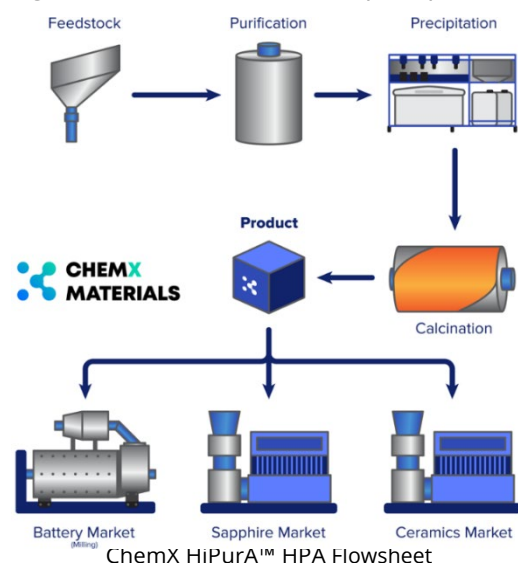 Feedstock
Purification
Precipitation
Product
CHEMX
MATERIALS
Calcination
Battery Market
(Milling)
Sapphire Market
Ceramics Market
ChemX HiPurA™ HPA Flowsheet